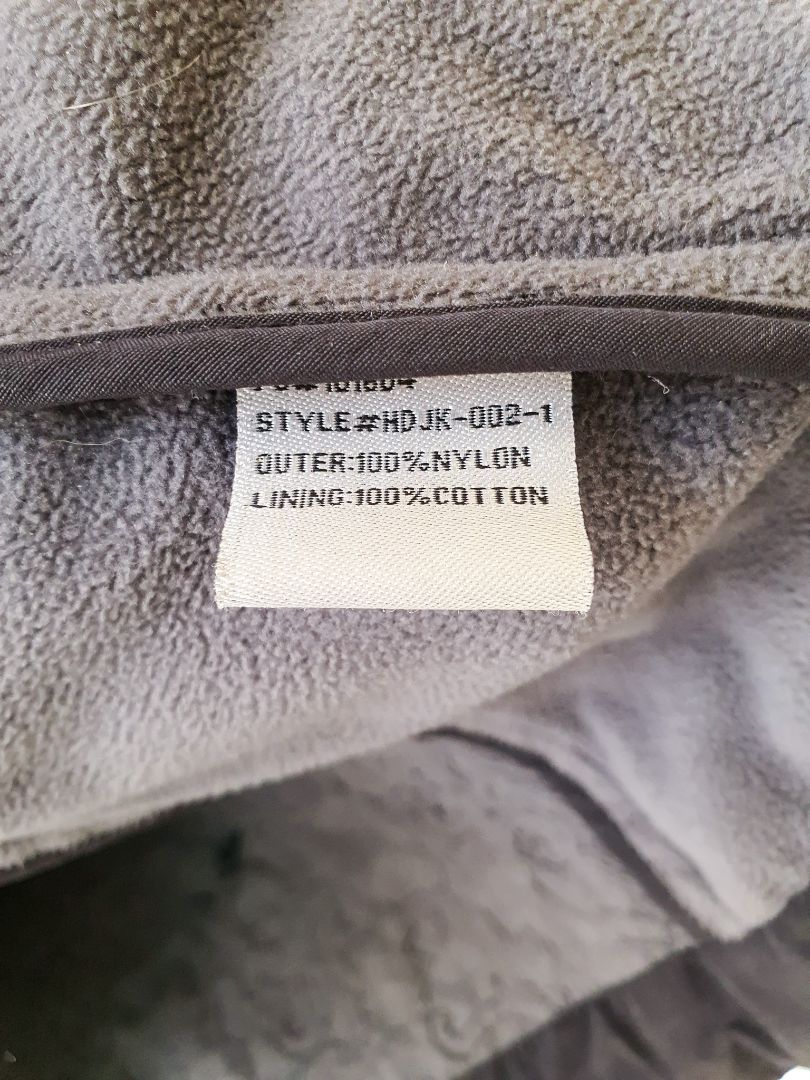 STYLE#HDJK-002-1
OUTER:100%NYLON
LINING:100%COTTON